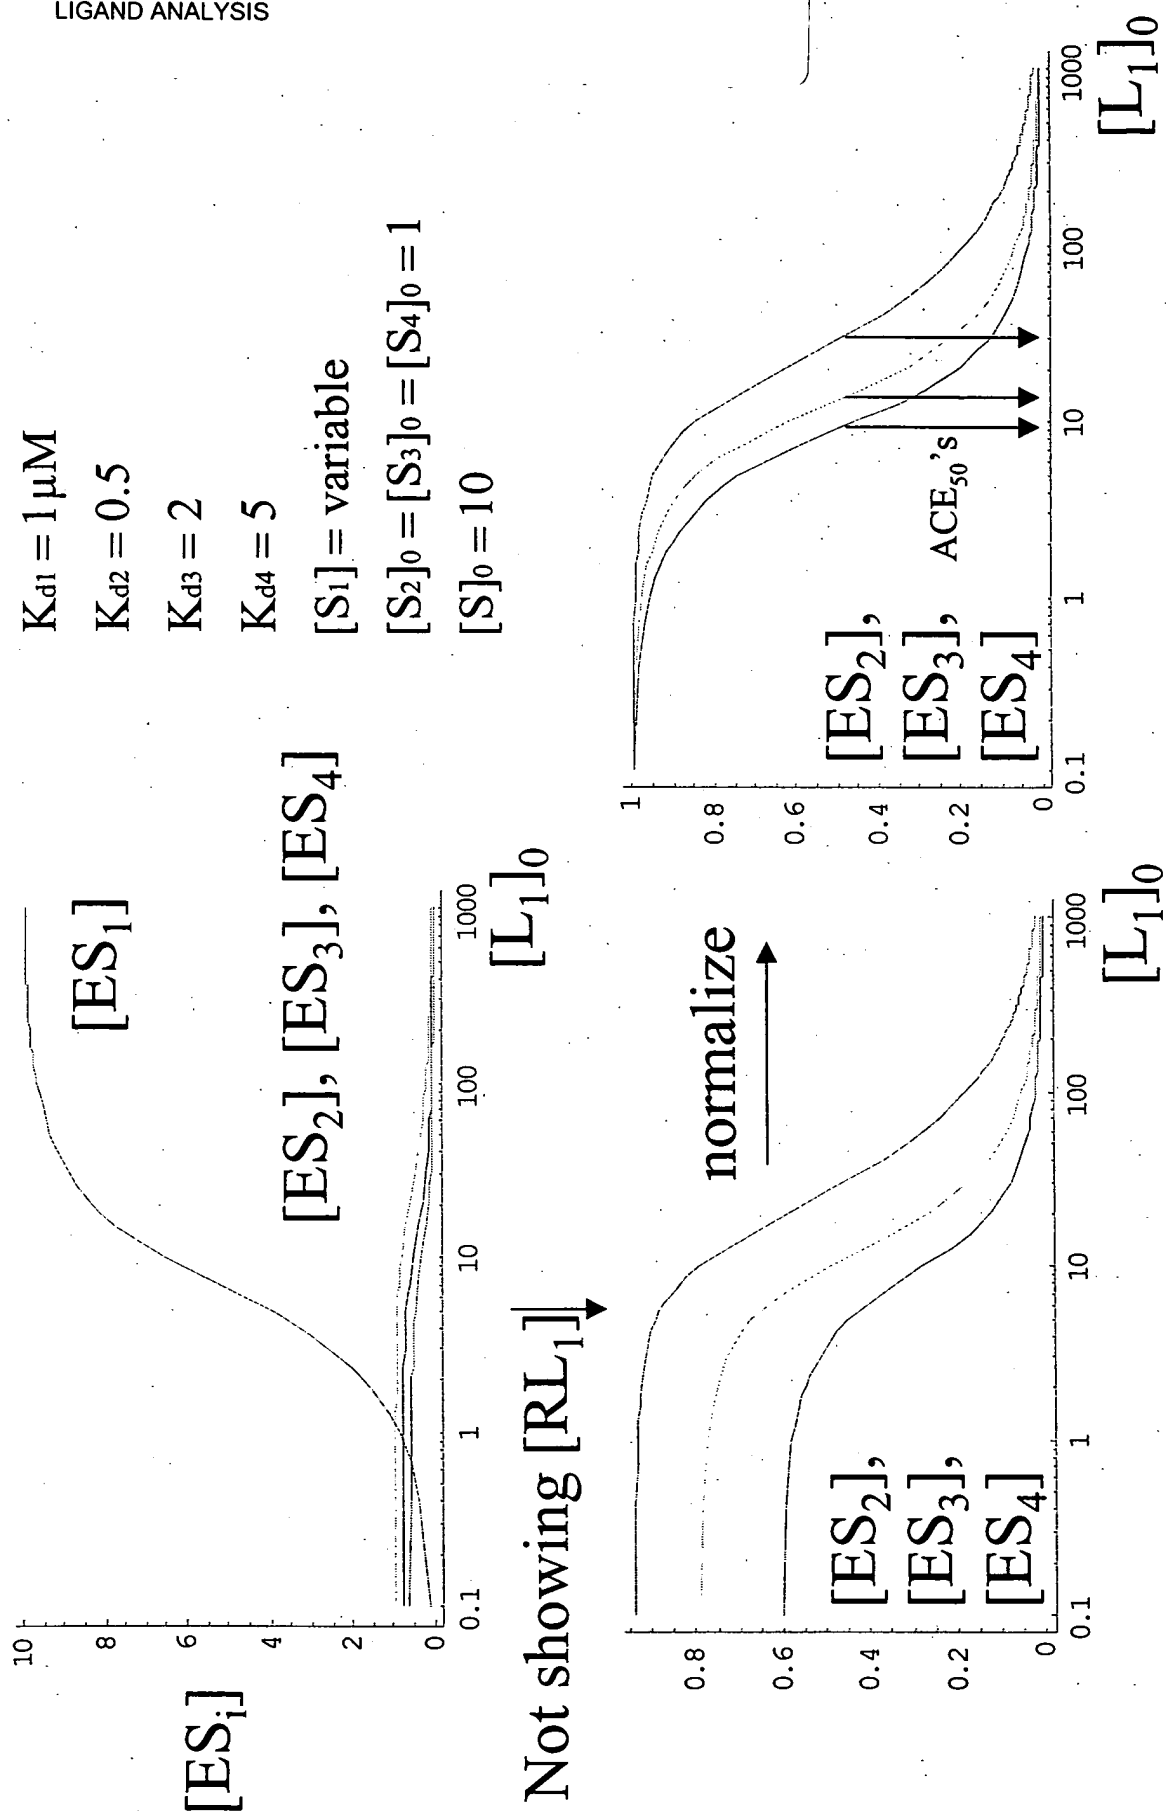 LIGAND ANALYSIS
[ESi]
10
8
6
4
2
0
0.1
1
10
100
1000
[ES1]
[ES2], [ES3], [ES4]
[L1]0
Kd1 = 1 μM
Kd2 = 0.5
Kd3 = 2
Kd4 = 5
[S1] = variable
[S2]0 = [S3]0 = [S4]0 = 1
[S]0 = 10
Not showing [RL1]
0.8
0.6
0.4
0.2
0
0.1
1
10
100
1000
[ES2],
[ES3],
[ES4]
[L1]0
normalize
1
0.8
0.6
0.4
0.2
0
0.1
1
10
100
1000
[ES2],
[ES3],
[ES4]
ACE50's
[L1]0